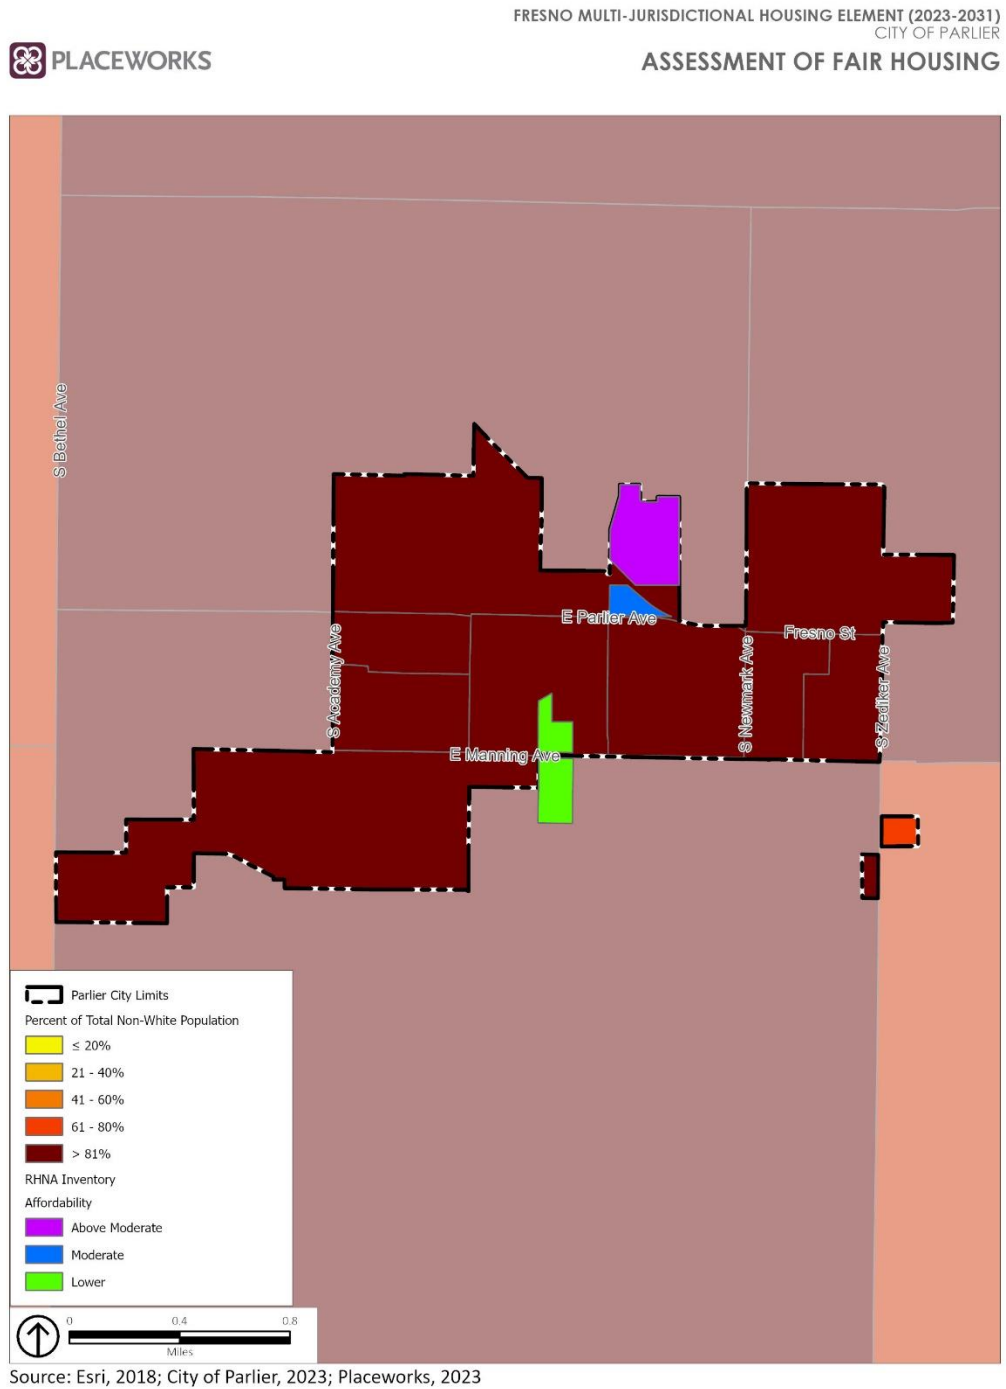 FRESNO MULTI-JURISDICTIONAL HOUSING ELEMENT (2023-2031)
CITY OF PARLIER
PLACEWORKS
ASSESSMENT OF FAIR HOUSING
S Bethel Ave
E Parlier Ave
Fresno St
S Academy Ave
S Newmark Ave
S Zediker Ave
E Manning Ave
Parlier City Limits
Percent of Total Non-White Population
≤ 20%
21 - 40%
41 - 60%
61 - 80%
> 81%
RHNA Inventory
Affordability
Above Moderate
Moderate
Lower
0 0.4 0.8
Miles
Source: Esri, 2018; City of Parlier, 2023; Placeworks, 2023